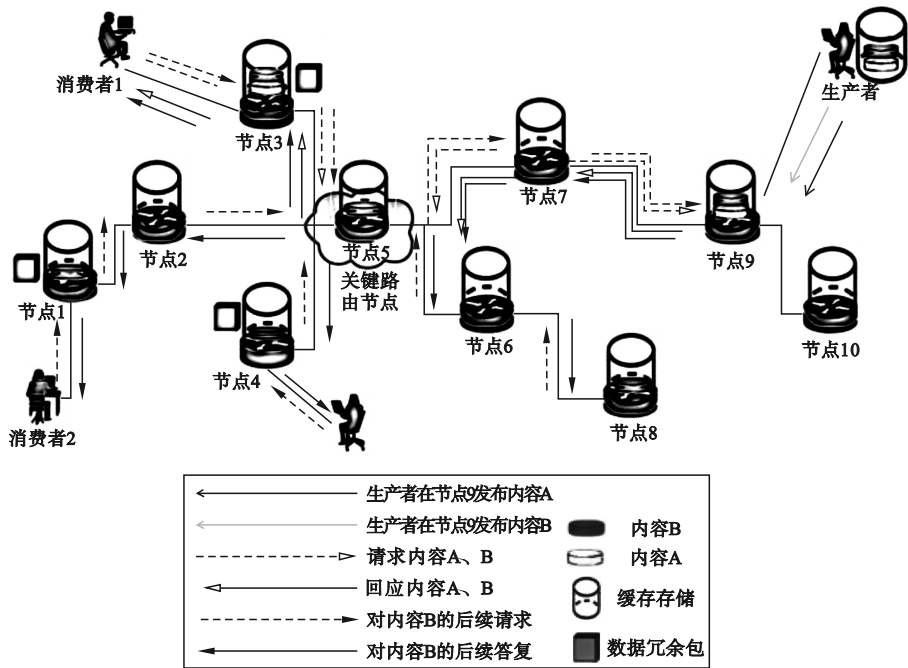 消费者1
节点3
生产者
节点7
节点2
节点5
关键路
由节点
节点9
节点1
节点4
节点6
节点10
节点8
消费者2
生产者在节点9发布内容A
生产者在节点9发布内容B
请求内容A、B
回应内容A、B
对内容B的后续请求
对内容B的后续答复
内容B
内容A
缓存存储
数据冗余包